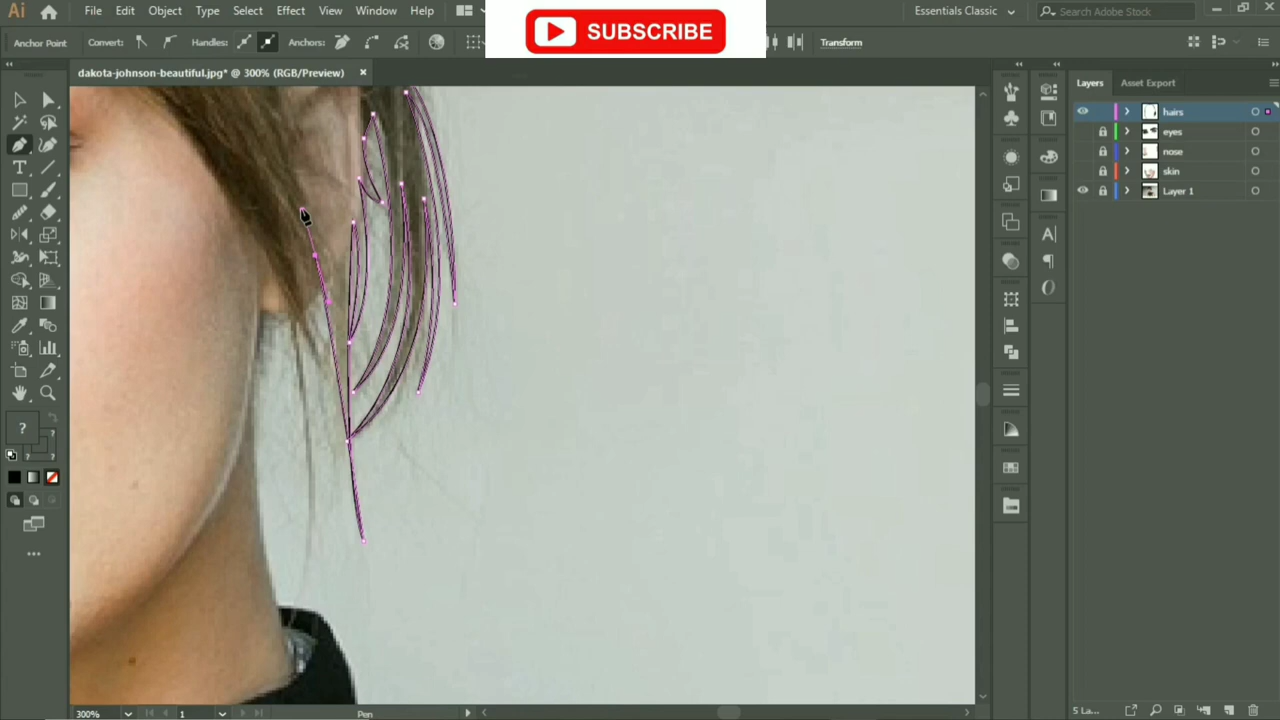 Ai File Edit Object Type Select Effect View Window Help
SUBSCRIBE
Essentials Classic Search Adobe Stock
Anchor Point Convert: Handles: Anchors: Transform
dakota-johnson-beautiful.jpg* @ 300% (RGB/Preview) ×
Layers Asset Export
hairs
eyes
nose
skin
Layer 1
?
300% 1 Pen
5 La...